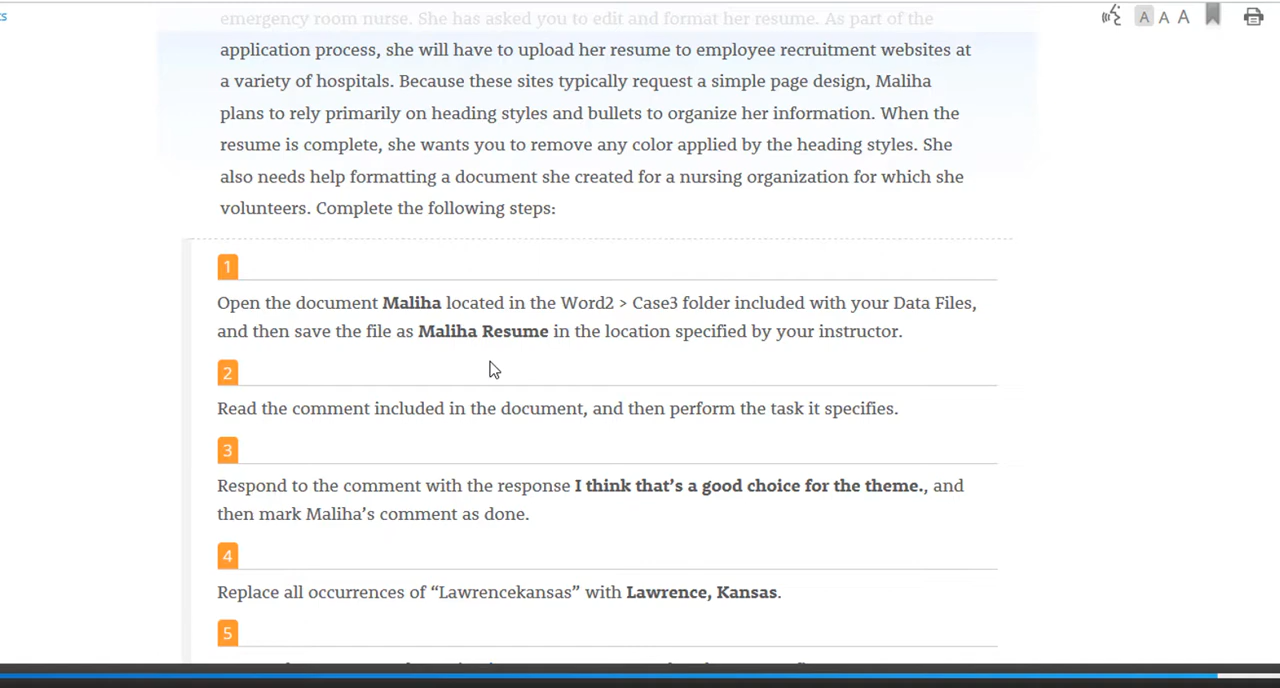 s
emergency room nurse. She has asked you to edit and format her resume. As part of the
application process, she will have to upload her resume to employee recruitment websites at
a variety of hospitals. Because these sites typically request a simple page design, Maliha
plans to rely primarily on heading styles and bullets to organize her information. When the
resume is complete, she wants you to remove any color applied by the heading styles. She
also needs help formatting a document she created for a nursing organization for which she
volunteers. Complete the following steps:
A A A
1
Open the document Maliha located in the Word2 > Case3 folder included with your Data Files,
and then save the file as Maliha Resume in the location specified by your instructor.
2
Read the comment included in the document, and then perform the task it specifies.
3
Respond to the comment with the response I think that’s a good choice for the theme., and
then mark Maliha’s comment as done.
4
Replace all occurrences of “Lawrencekansas” with Lawrence, Kansas.
5